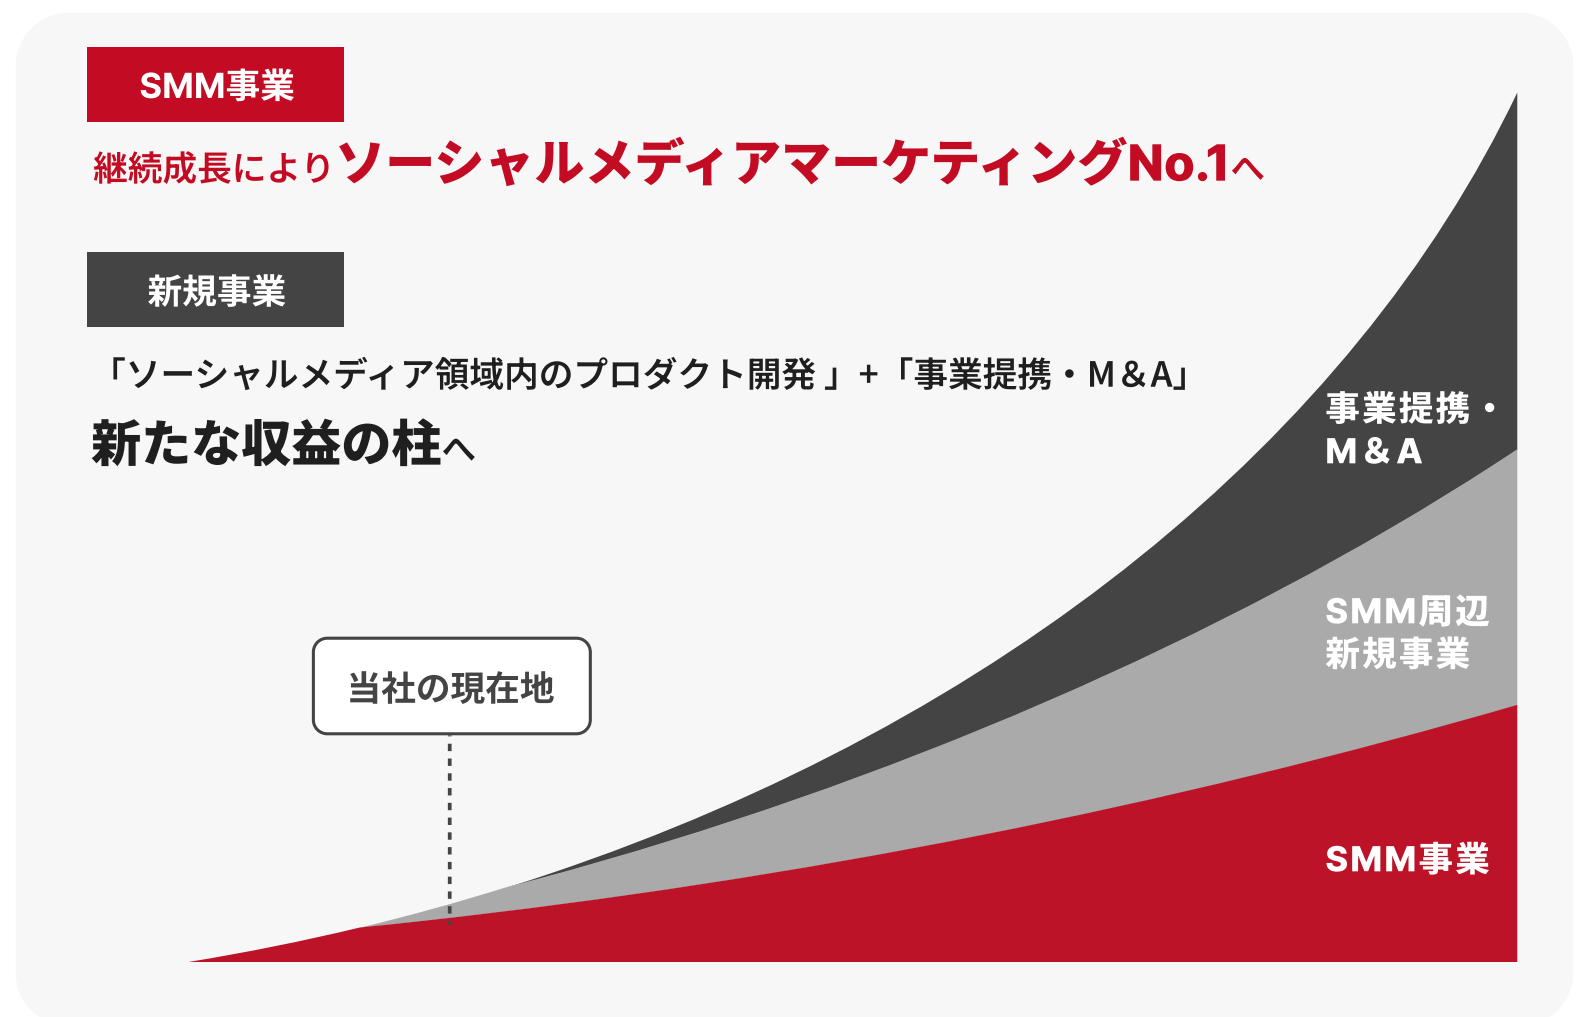 SMM事業
継続成長によりソーシャルメディアマーケティングNo.1へ
新規事業
「ソーシャルメディア領域内のプロダクト開発 」+「事業提携・M&A」
新たな収益の柱へ
事業提携・
M&A
SMM周辺
新規事業
当社の現在地
SMM事業